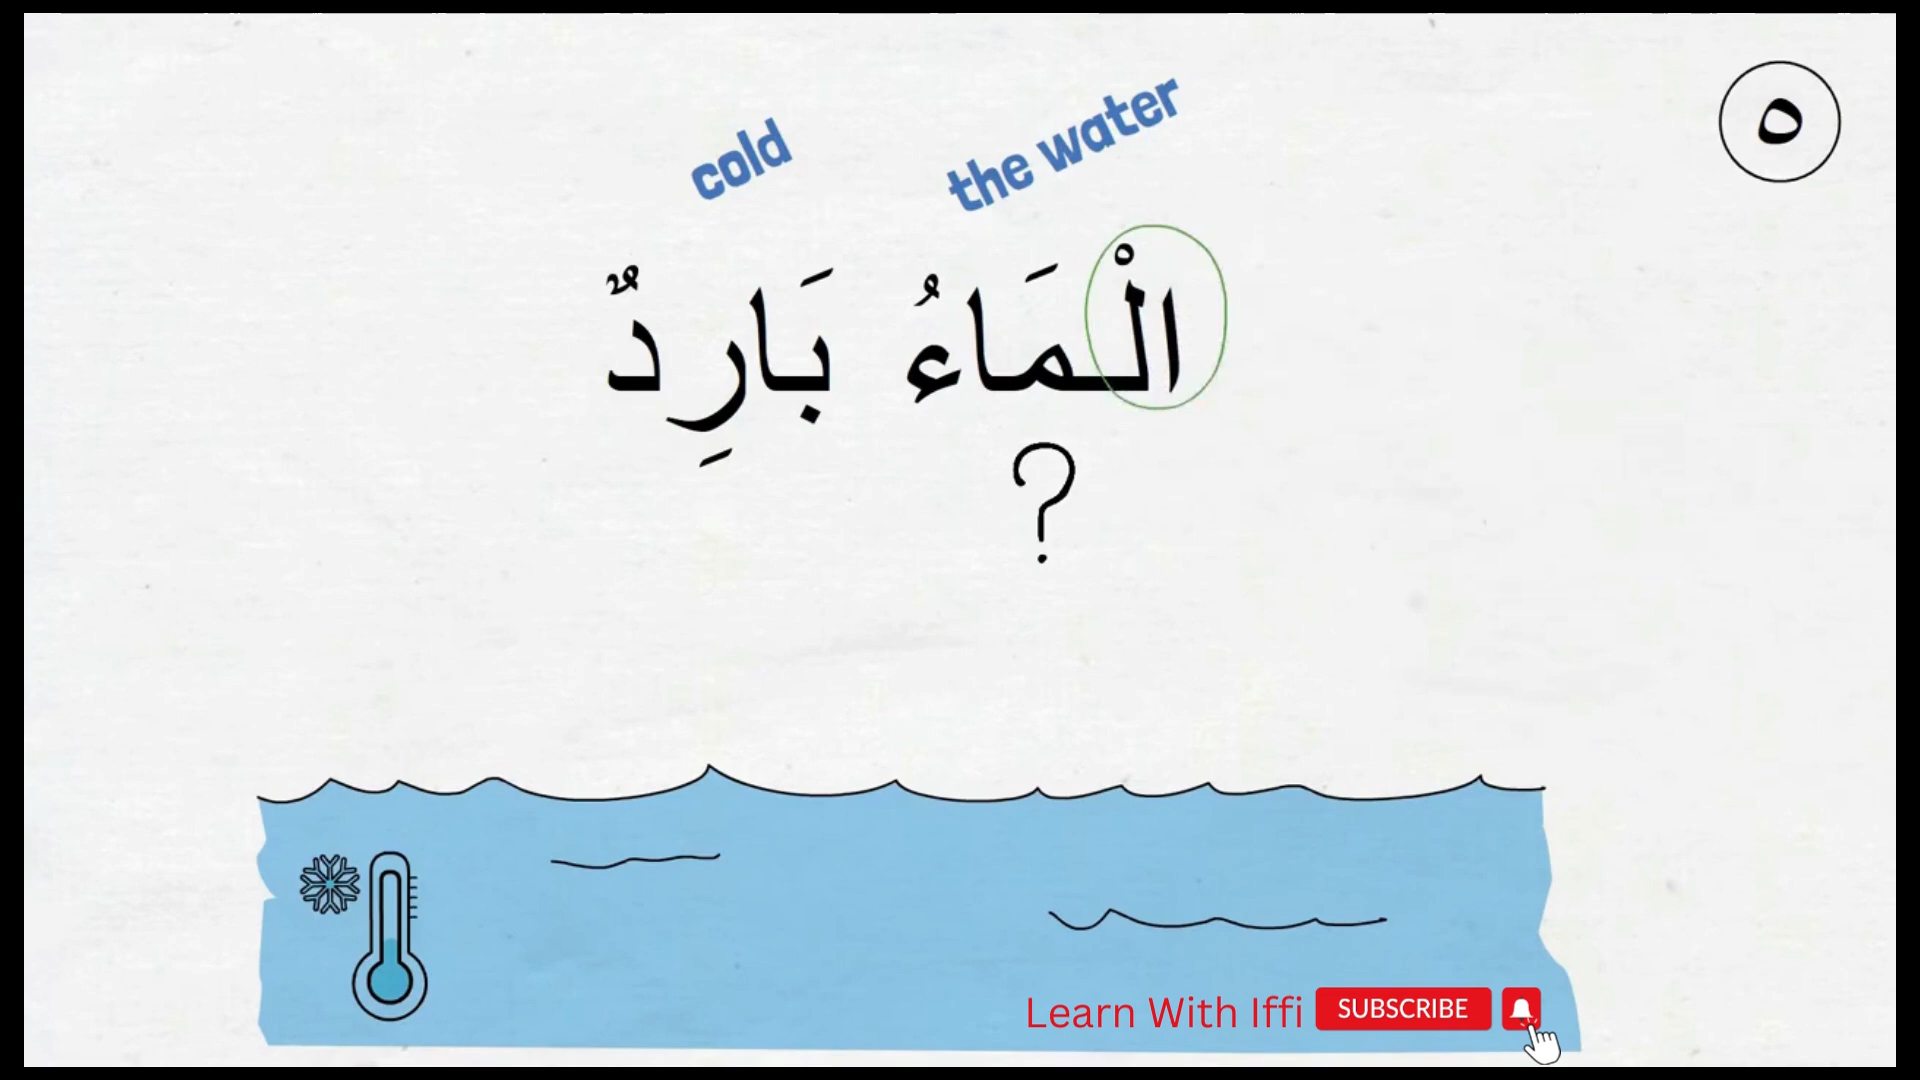 ٥
cold the water
الْمَاءُ بَارِدٌ
?
Learn With Iffi SUBSCRIBE